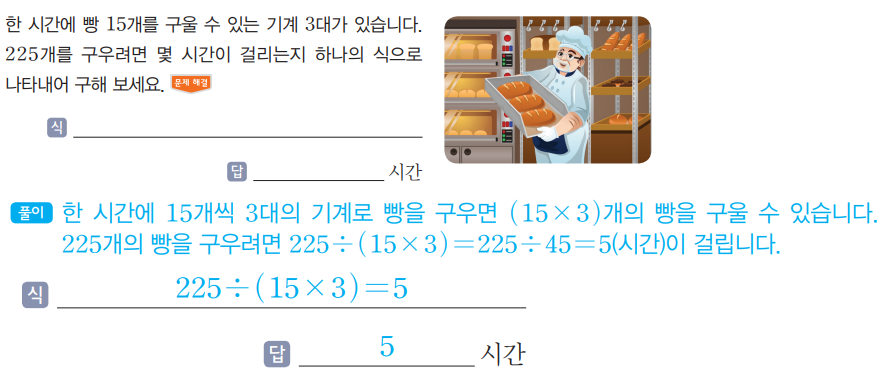 한 시간에 빵 15개를 구울 수 있는 기계 3대가 있습니다.
225개를 구우려면 몇 시간이 걸리는지 하나의 식으로
나타내어 구해 보세요. 문제 해결
식
답 시간
풀이 한 시간에 15개씩 3대의 기계로 빵을 구우면 (15×3)개의 빵을 구울 수 있습니다.
225개의 빵을 구우려면 225÷(15×3)=225÷45=5(시간)이 걸립니다.
식 225÷(15×3)=5
답 5 시간